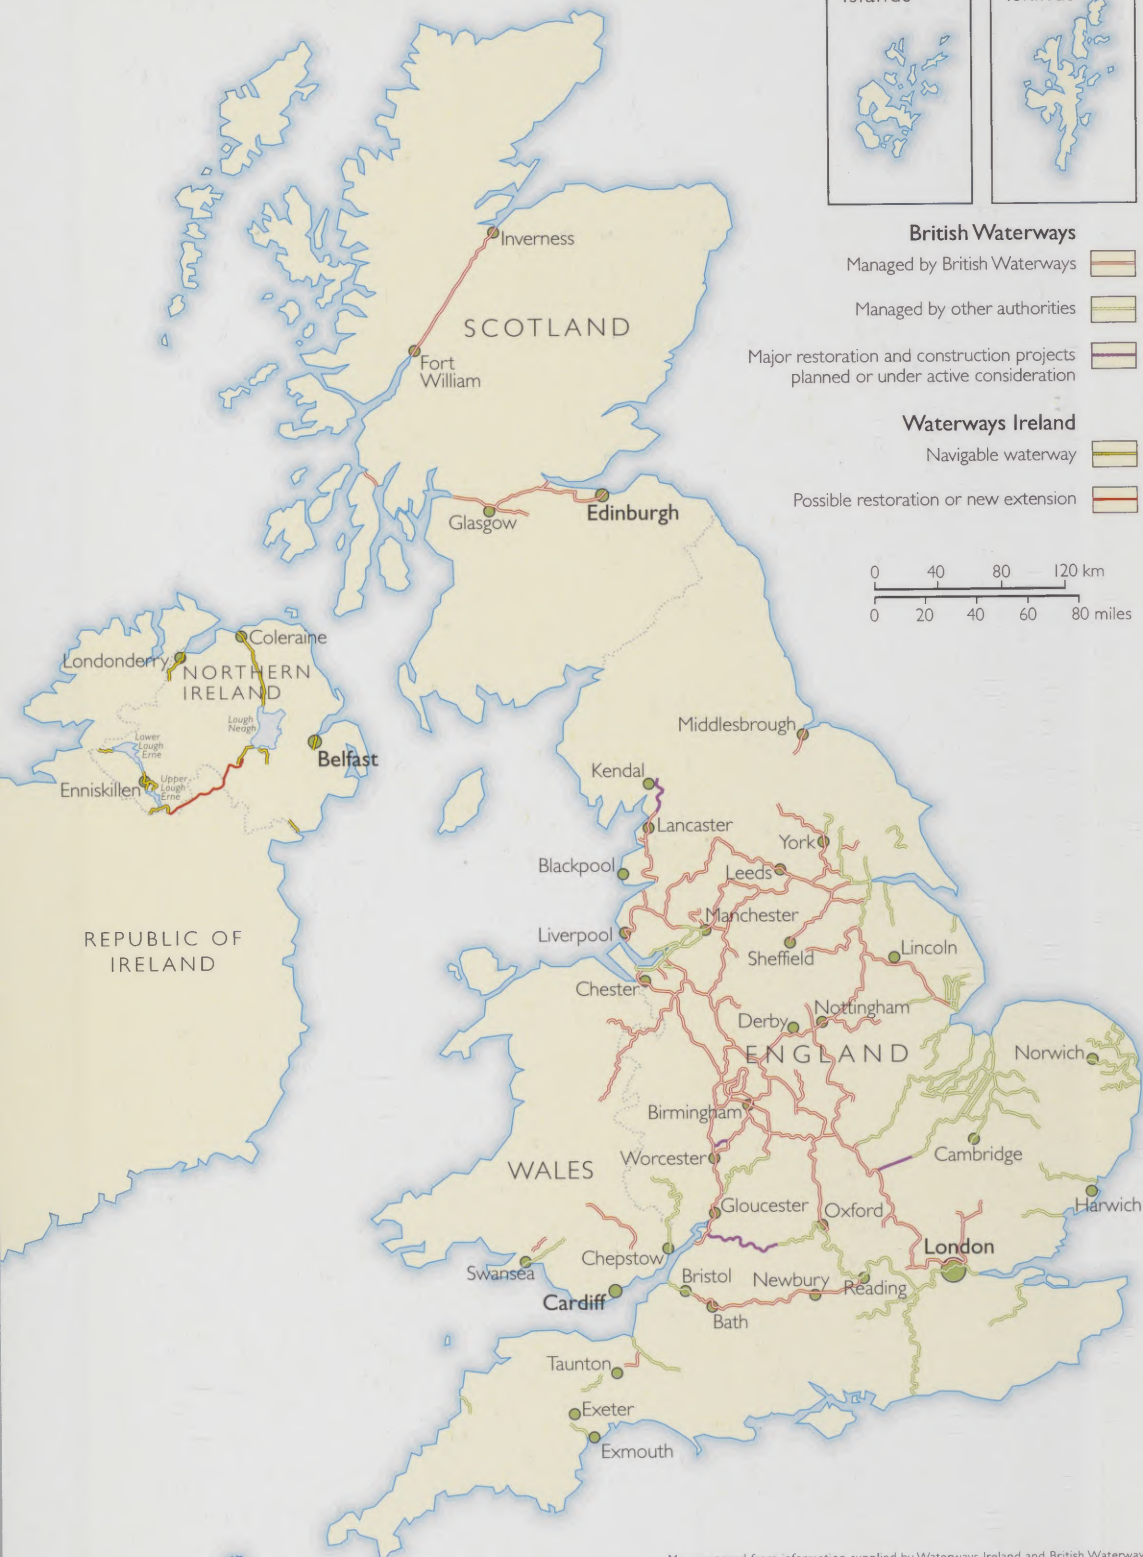 Islands
British Waterways
Managed by British Waterways
Managed by other authorities
Major restoration and construction projects
planned or under active consideration
Waterways Ireland
Navigable waterway
Possible restoration or new extension
0 40 80 120 km
0 20 40 60 80 miles
Inverness
SCOTLAND
Fort
William
Glasgow
Edinburgh
Coleraine
Londonderry
NORTHERN
IRELAND
Lough
Neagh
Lower
Lough
Erne
Belfast
Enniskillen
Upper
Lough
Erne
Middlesbrough
Kendal
Lancaster
York
Blackpool
Leeds
Manchester
Liverpool
REPUBLIC OF
IRELAND
Sheffield
Lincoln
Chester
Nottingham
Derby
ENGLAND
Norwich
Birmingham
Cambridge
Worcester
WALES
Harwich
Gloucester
Oxford
London
Chepstow
Swansea
Bristol
Newbury
Reading
Cardiff
Bath
Taunton
Exeter
Exmouth